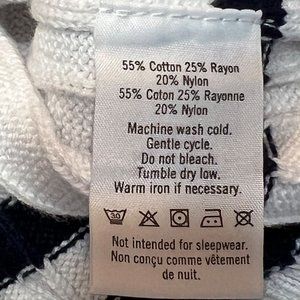 55% Cotton 25% Rayon
20% Nylon
55% Coton 25% Rayonne
20% Nylon
Machine wash cold.
Gentle cycle.
Do not bleach.
Tumble dry low.
Warm iron if necessary.
30
Not intended for sleepwear.
Non conçu comme vêtement
de nuit.